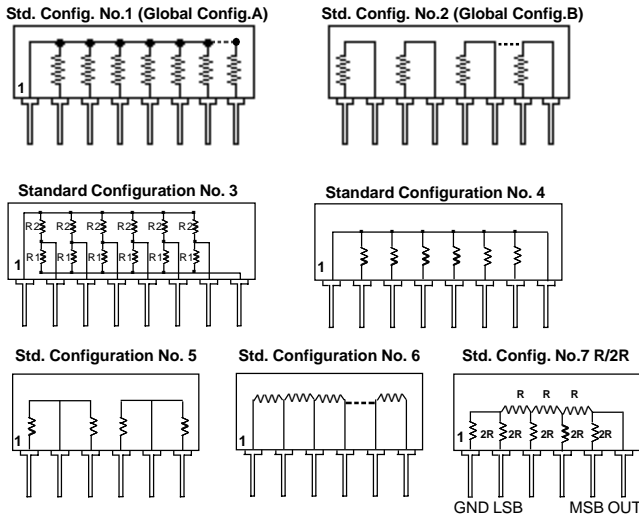 Std. Config. No.1 (Global Config.A)
Std. Config. No.2 (Global Config.B)
1
1
Standard Configuration No. 3
Standard Configuration No. 4
R2 R2 R2 R2 R2 R2
R1 R1 R1 R1 R1 R1
1
1
Std. Configuration No. 5
Std. Configuration No. 6
Std. Config. No.7 R/2R
R R R
1
1
1 2R 2R 2R 2R 2R
GND LSB MSB OUT